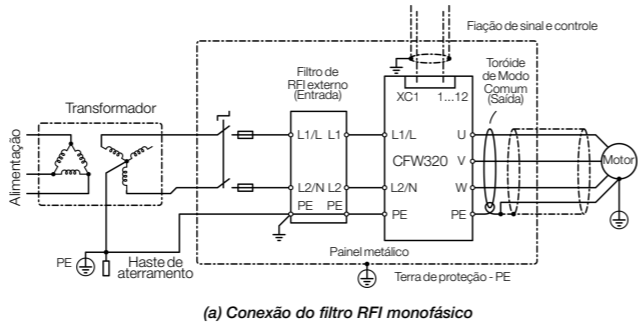 Fiação de sinal e controle
Filtro de
RFI externo
(Entrada)
Toróide
de Modo
Comum
(Saída)
XC1 1...12
Transformador
Alimentação
L1/L L1
L1/L
U
CFW320
V
Motor
L2/N L2
L2/N
W
PE PE
PE
PE
PE
Haste de
aterramento
Painel metálico
Terra de proteção - PE
(a) Conexão do filtro RFI monofásico